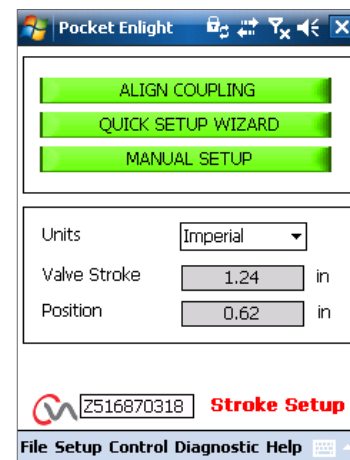 Pocket Enlight
ALIGN COUPLING
QUICK SETUP WIZARD
MANUAL SETUP
Units Imperial
Valve Stroke 1.24 in
Position 0.62 in
Z516870318 Stroke Setup
File Setup Control Diagnostic Help